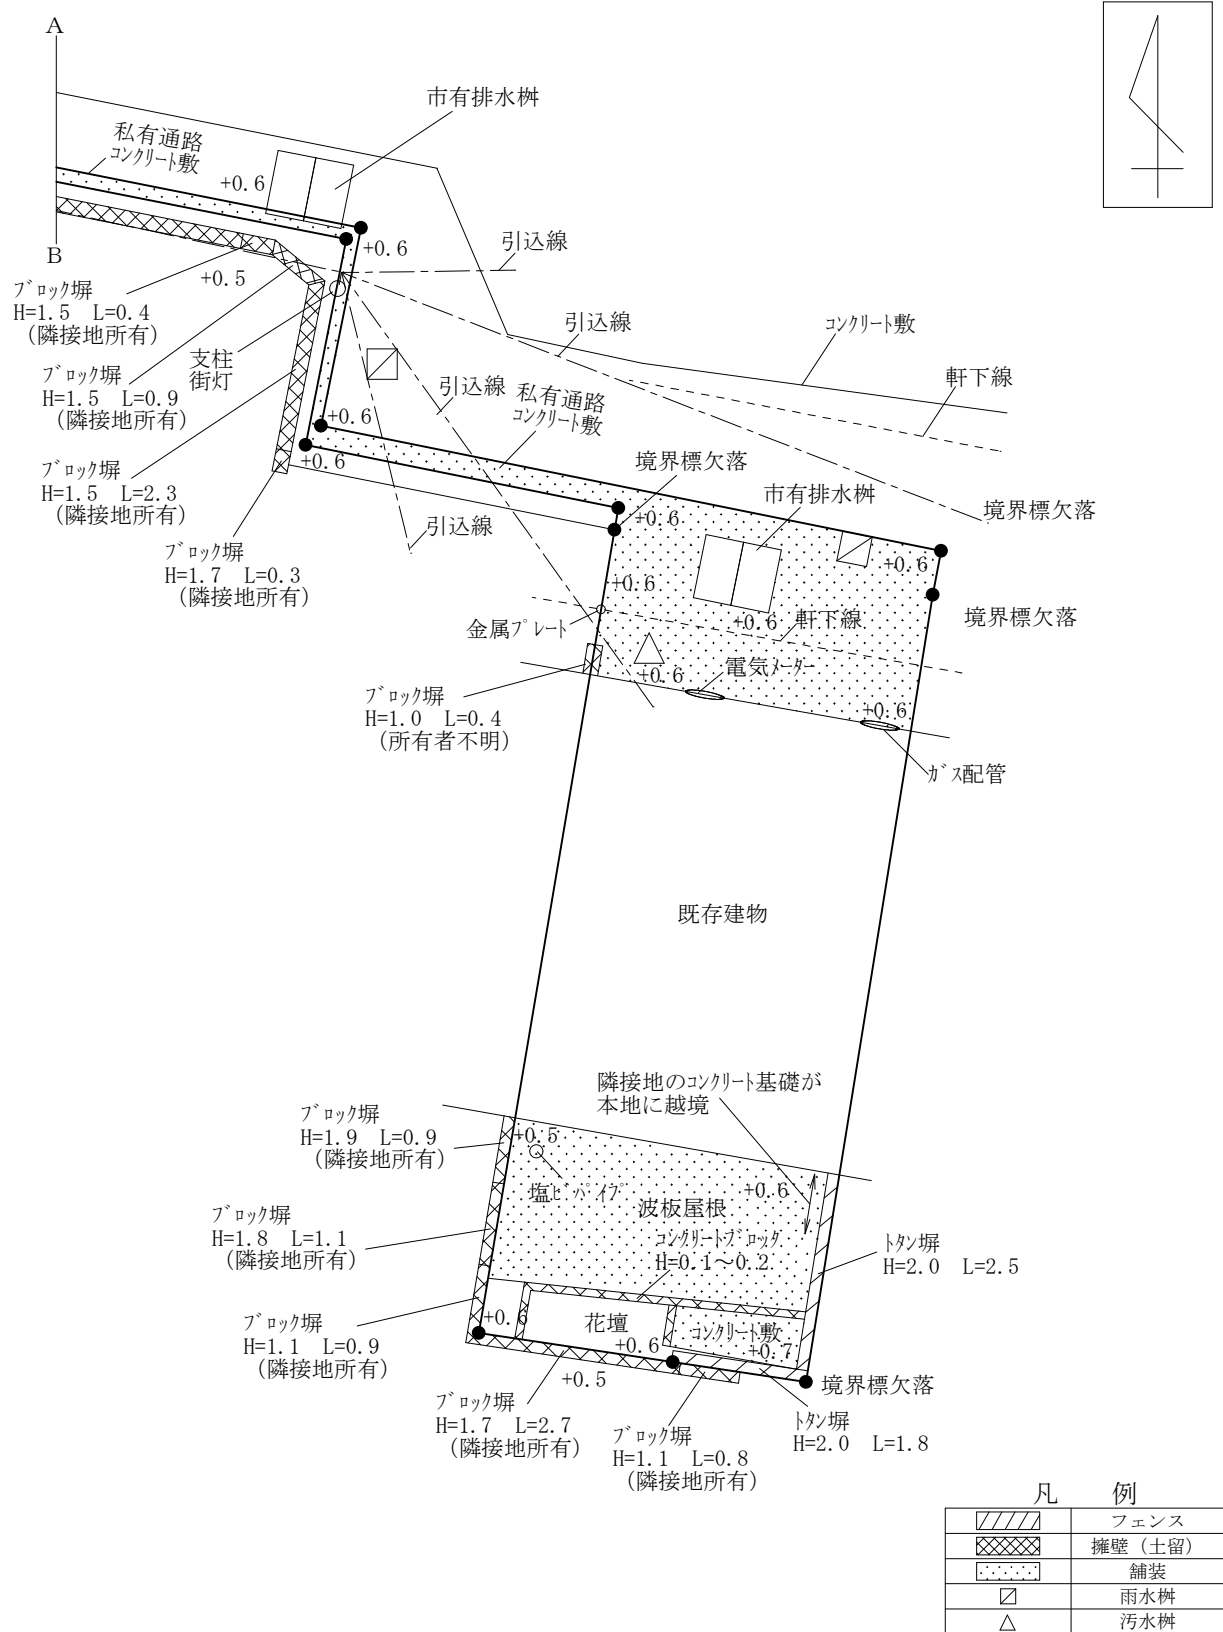 A
市有排水桝
私有通路
コンクリート敷
+0.6
+0.6
B
+0.5
引込線
ブロック塀
H=1.5 L=0.4
(隣接地所有)
引込線
コンクリート敷
支柱
街灯
ブロック塀
H=1.5 L=0.9
(隣接地所有)
引込線
私有通路
コンクリート敷
軒下線
+0.6
+0.6
ブロック塀
H=1.5 L=2.3
(隣接地所有)
境界標欠落
市有排水桝
境界標欠落
+0.6
引込線
ブロック塀
H=1.7 L=0.3
(隣接地所有)
+0.6
+0.6
金属プレート
+0.6
軒下線
境界標欠落
+0.6
電気メーター
ブロック塀
H=1.0 L=0.4
(所有者不明)
+0.6
ガス配管
既存建物
隣接地のコンクリート基礎が
本地に越境
ブロック塀
H=1.9 L=0.9
(隣接地所有)
+0.5
塩ビパイプ
+0.6
波板屋根
ブロック塀
H=1.8 L=1.1
(隣接地所有)
コンクリートブロック
H=0.1～0.2
トタン塀
H=2.0 L=2.5
ブロック塀
H=1.1 L=0.9
(隣接地所有)
+0.6
花壇
コンクリート敷
+0.6
+0.7
+0.5
境界標欠落
ブロック塀
H=1.7 L=2.7
(隣接地所有)
ブロック塀
H=1.1 L=0.8
(隣接地所有)
トタン塀
H=2.0 L=1.8
凡 例
フェンス
擁壁（土留）
舗装
雨水桝
汚水桝